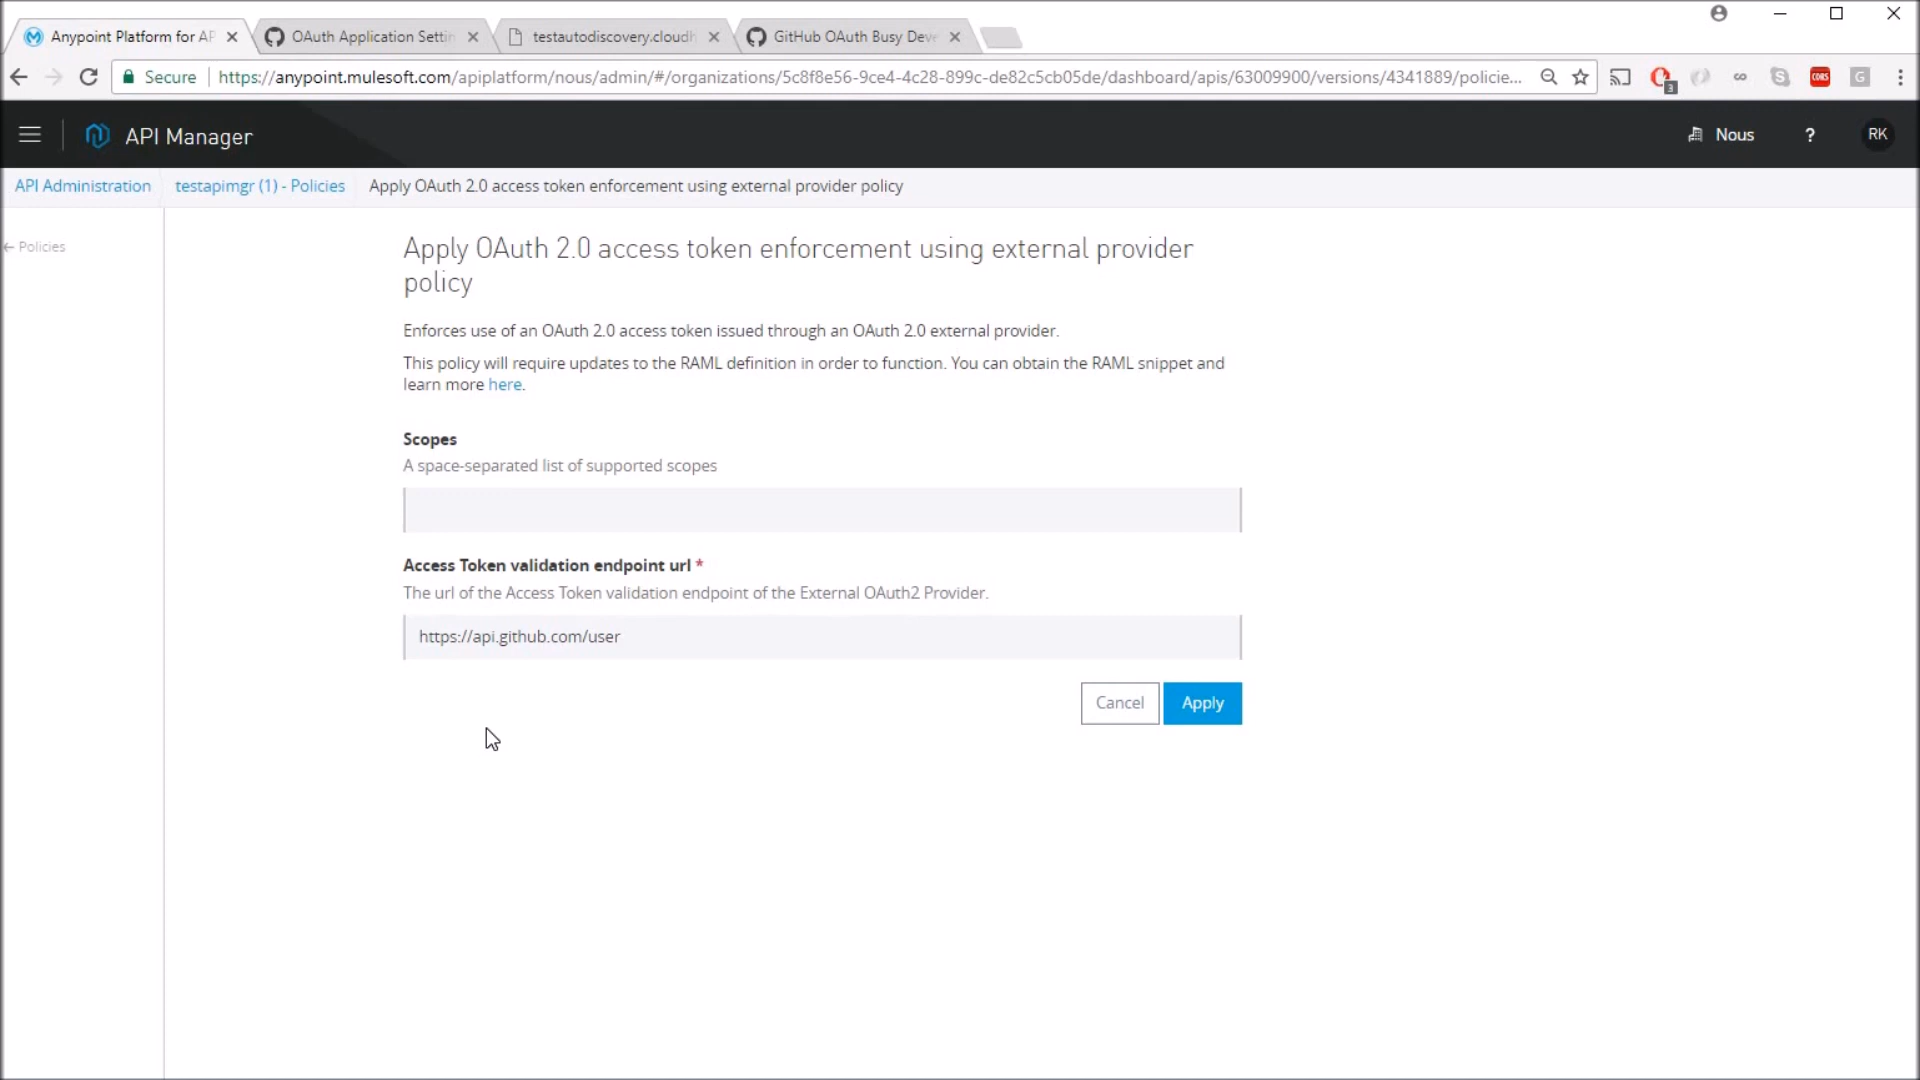 Anypoint Platform for AP
OAuth Application Settin
testautodiscovery.cloudh
GitHub OAuth Busy Deve
Secure
https://anypoint.mulesoft.com/apiplatform/nous/admin/#/organizations/5c8f8e56-9ce4-4c28-899c-de82c5cb05de/dashboard/apis/63009900/versions/4341889/policie...
3
CORS
G
API Manager
Nous
?
RK
API Administration
testapimgr (1) - Policies
Apply OAuth 2.0 access token enforcement using external provider policy
← Policies
Apply OAuth 2.0 access token enforcement using external provider
policy
Enforces use of an OAuth 2.0 access token issued through an OAuth 2.0 external provider.
This policy will require updates to the RAML definition in order to function. You can obtain the RAML snippet and
learn more here.
Scopes
A space-separated list of supported scopes
Access Token validation endpoint url *
The url of the Access Token validation endpoint of the External OAuth2 Provider.
https://api.github.com/user
Cancel
Apply